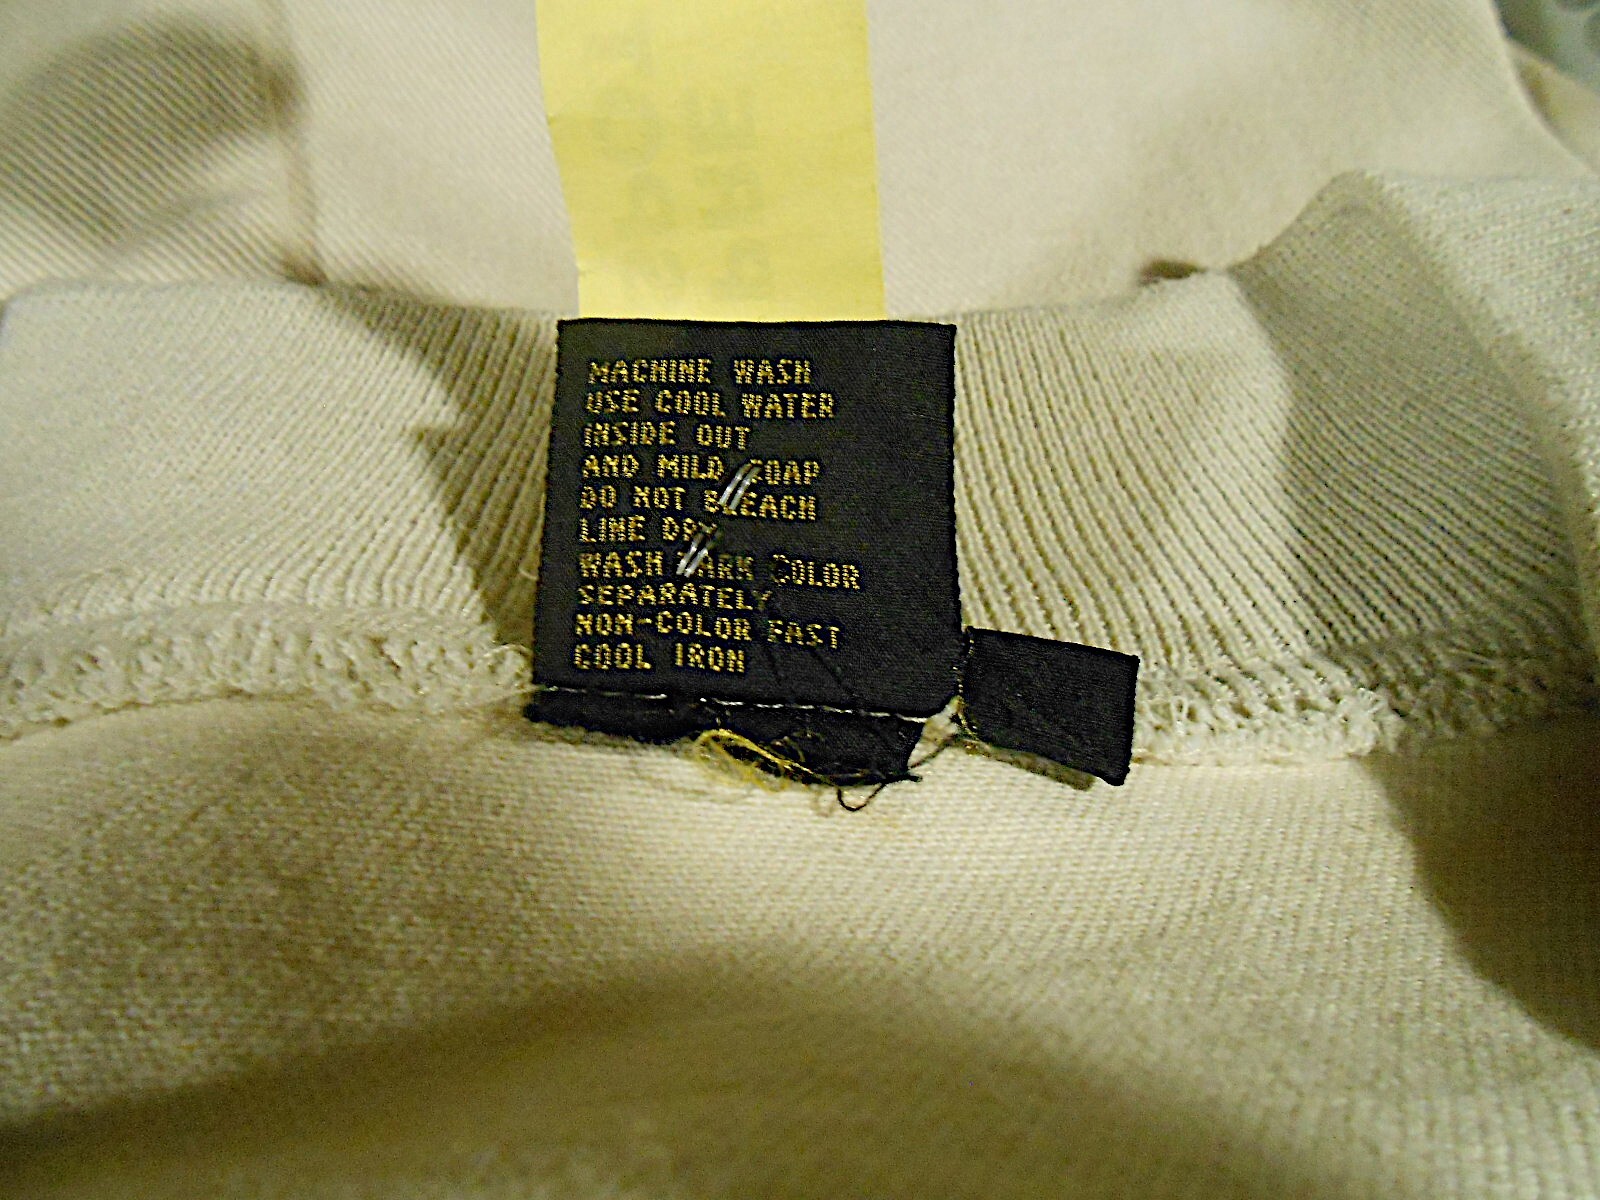 MACHINE WASH
USE COOL WATER
INSIDE OUT
AND MILD SOAP
DO NOT BLEACH
LINE DRY
WASH DARK COLOR
SEPARATELY
NON-COLOR FAST
COOL IRON